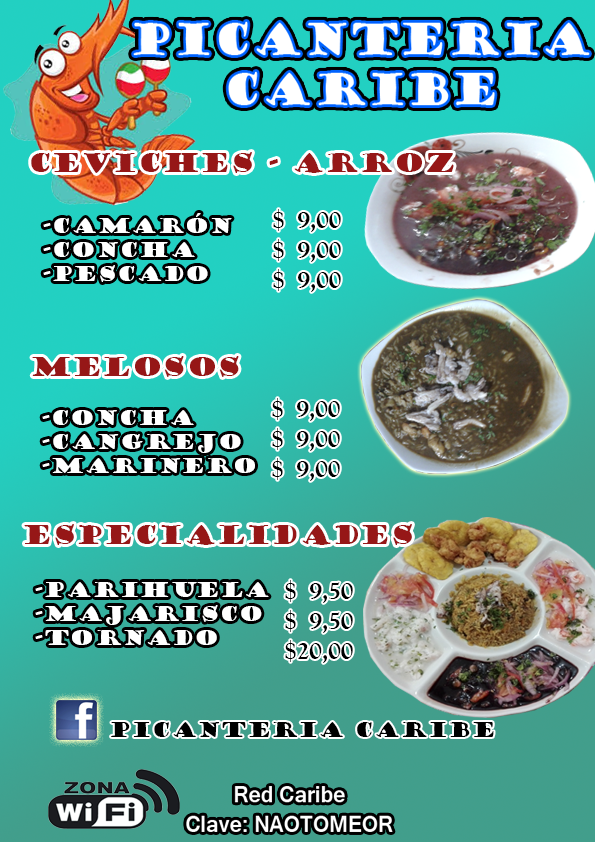 PICANTERIA
CARIBE
CEVICHES - ARROZ
-CAMARÓN $ 9,00
-CONCHA $ 9,00
-PESCADO $ 9,00
MELOSOS
-CONCHA $ 9,00
-CANGREJO $ 9,00
-MARINERO $ 9,00
ESPECIALIDADES
-PARIHUELA $ 9,50
-MAJARISCO $ 9,50
-TORNADO $20,00
f PICANTERIA CARIBE
ZONA
Wi Fi
Red Caribe
Clave: NAOTOMEOR